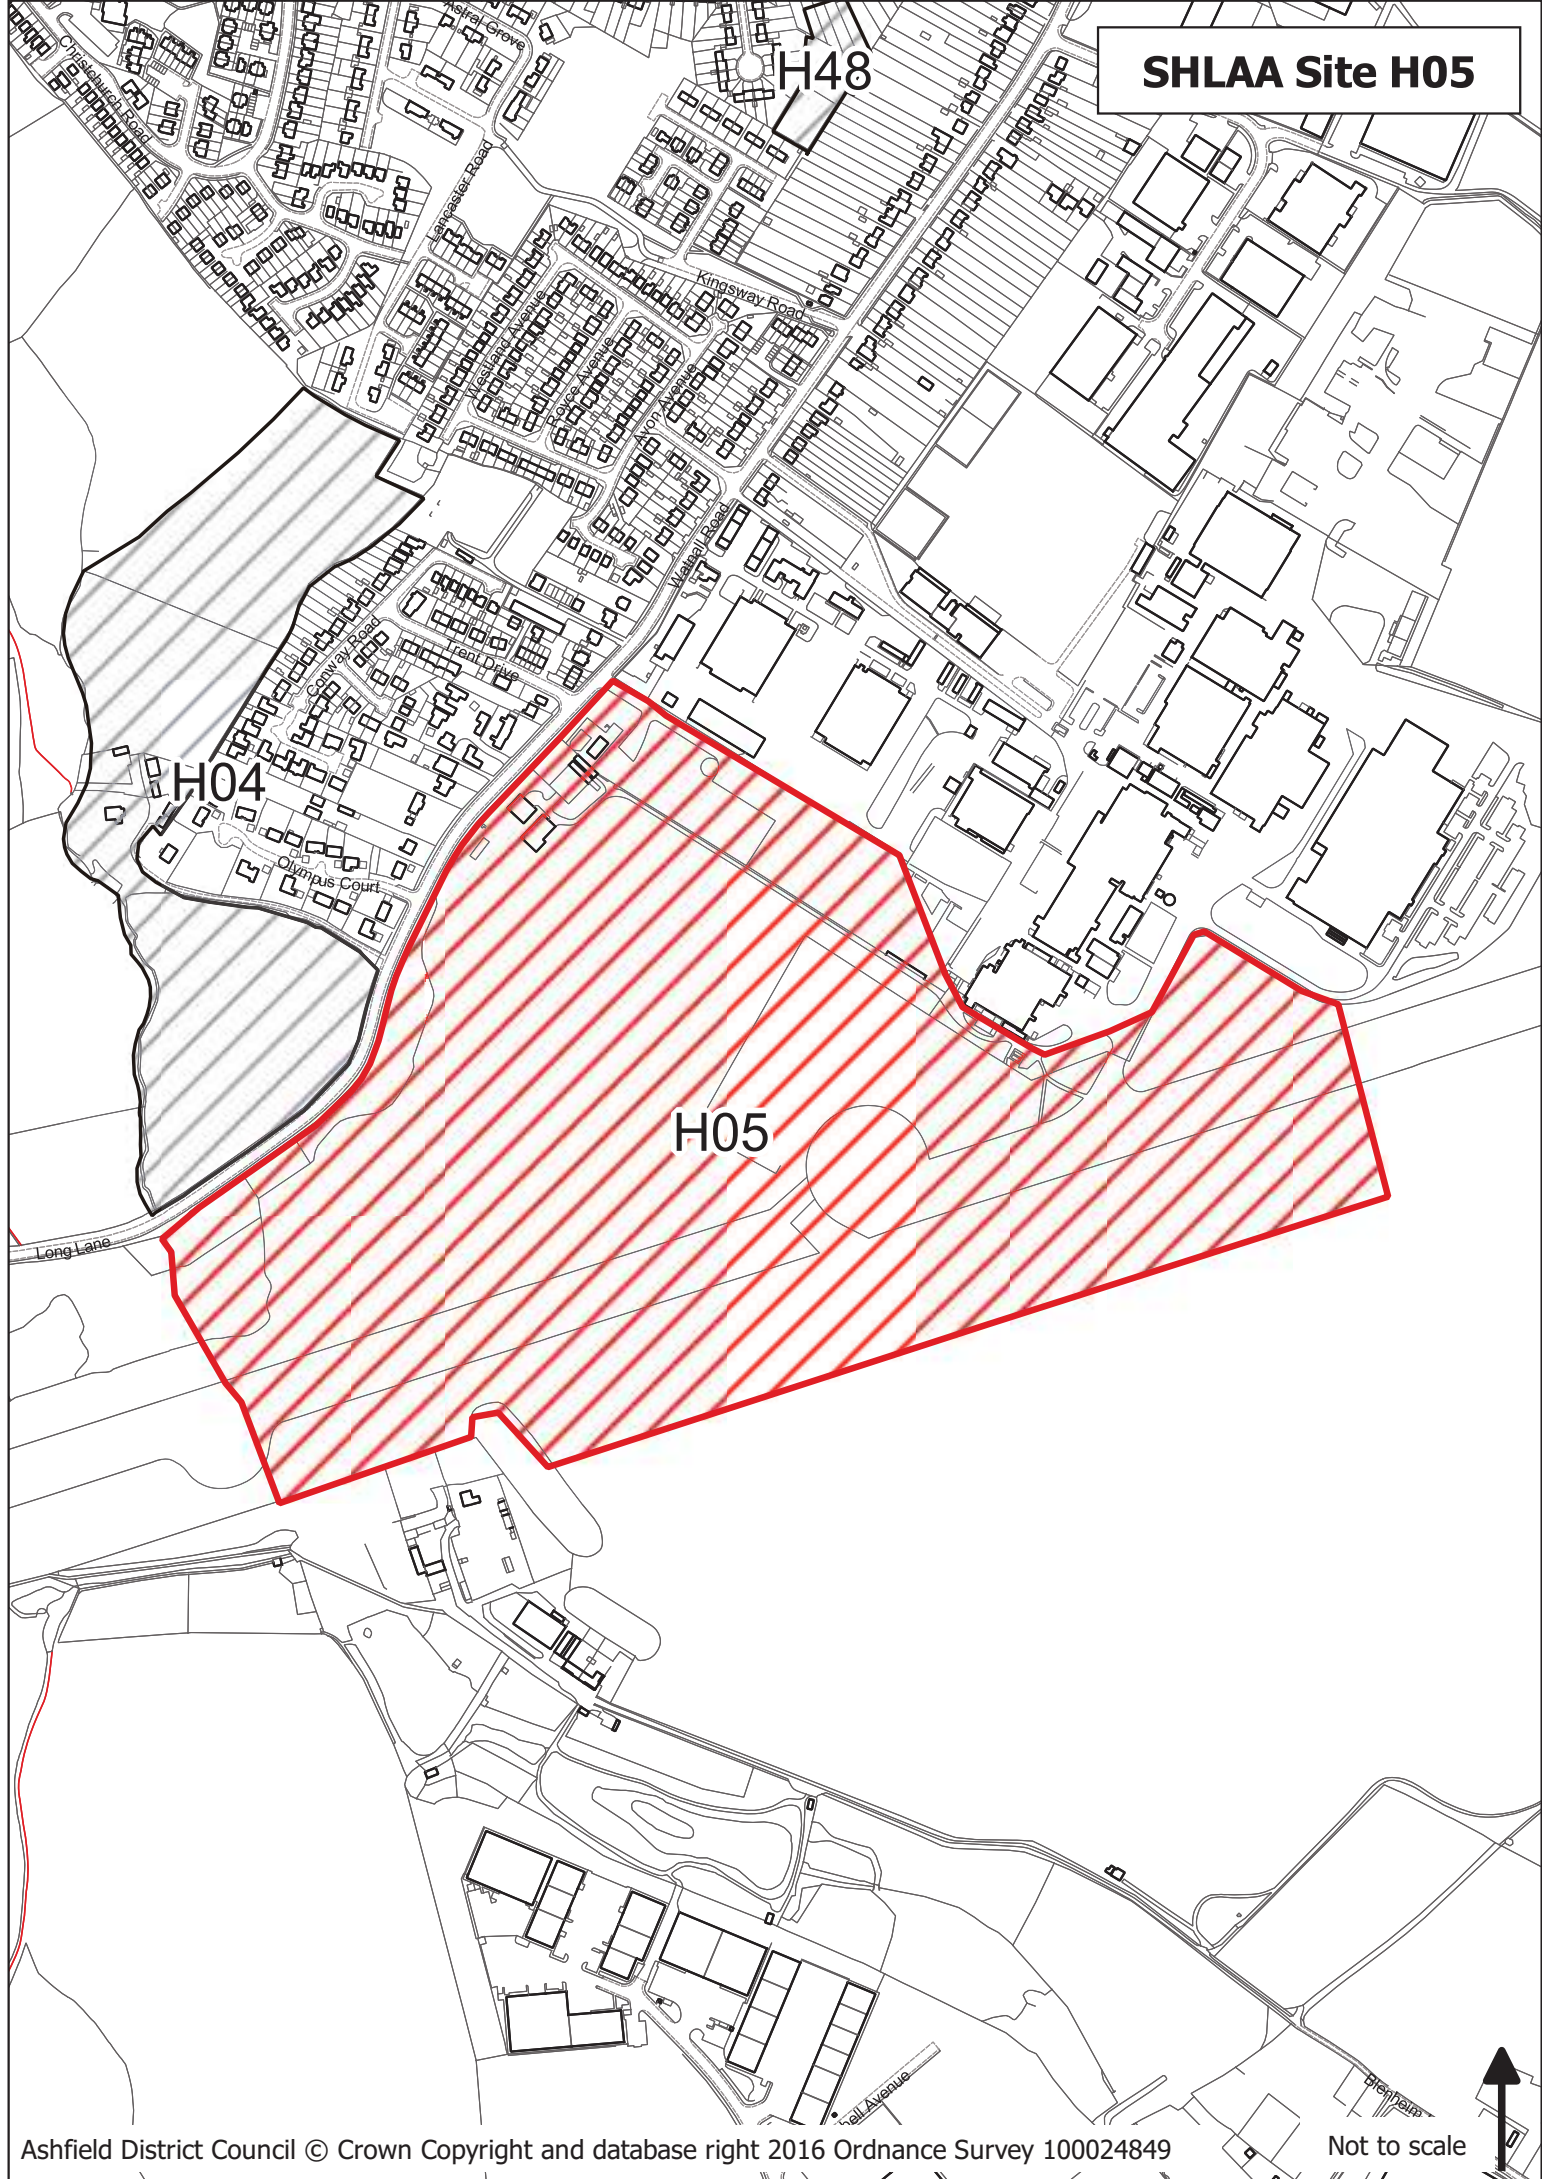 SHLAA Site H05
Astral Grove
Christchurch Road
H48
Lancaster Road
Kingsway Road
Westland Avenue
Royce Avenue
Avon Avenue
Watnall Road
Conway Road
Trent Drive
H04
Olympus Court
H05
Long Lane
bell Avenue
Blenheim
Ashfield District Council © Crown Copyright and database right 2016 Ordnance Survey 100024849
Not to scale